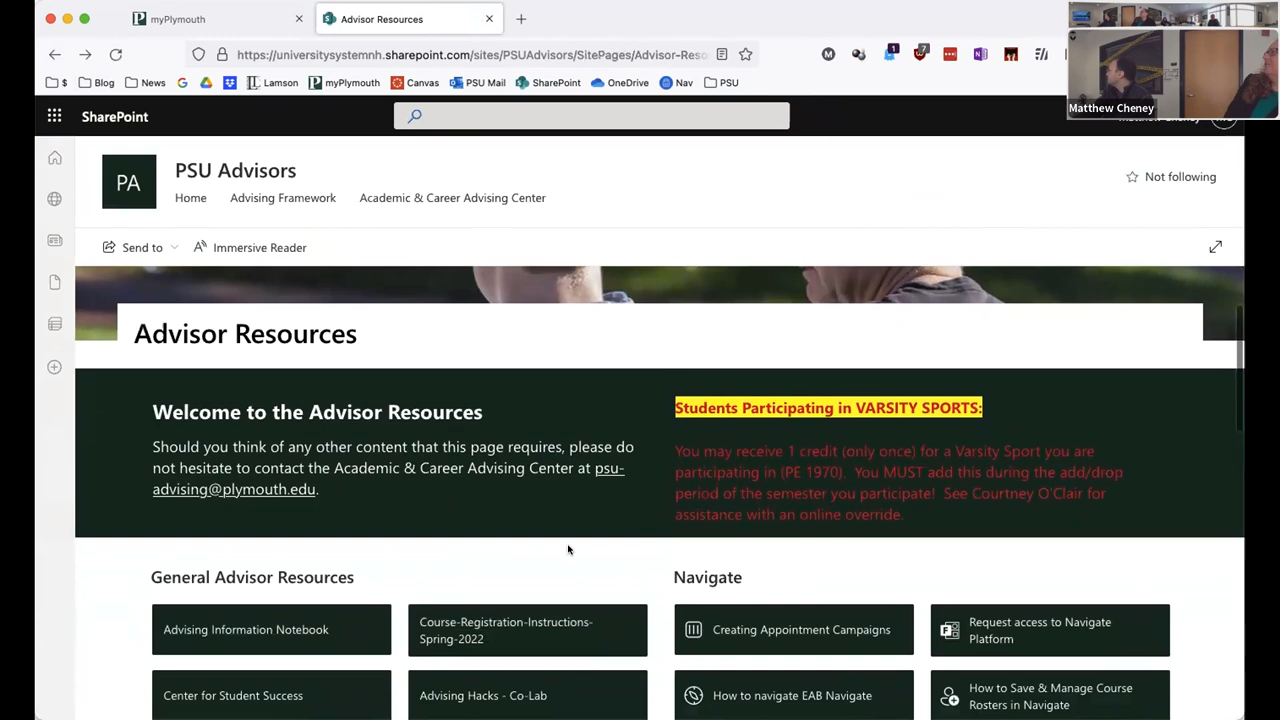 myPlymouth
Advisor Resources
https://universitysystemnh.sharepoint.com/sites/PSUAdvisors/SitePages/Advisor-Reso
1
7
$
Blog
News
Lamson
myPlymouth
Canvas
PSU Mail
SharePoint
OneDrive
Nav
PSU
Matthew Cheney
SharePoint
PA
PSU Advisors
Not following
Home
Advising Framework
Academic & Career Advising Center
Send to
Immersive Reader
Advisor Resources
Welcome to the Advisor Resources
Should you think of any other content that this page requires, please do
not hesitate to contact the Academic & Career Advising Center at psu-
advising@plymouth.edu.
Students Participating in VARSITY SPORTS:
You may receive 1 credit (only once) for a Varsity Sport you are
participating in (PE 1970). You MUST add this during the add/drop
period of the semester you participate! See Courtney O'Clair for
assistance with an online override.
General Advisor Resources
Advising Information Notebook
Course-Registration-Instructions-
Spring-2022
Center for Student Success
Advising Hacks - Co-Lab
Navigate
Creating Appointment Campaigns
Request access to Navigate
Platform
How to navigate EAB Navigate
How to Save & Manage Course
Rosters in Navigate